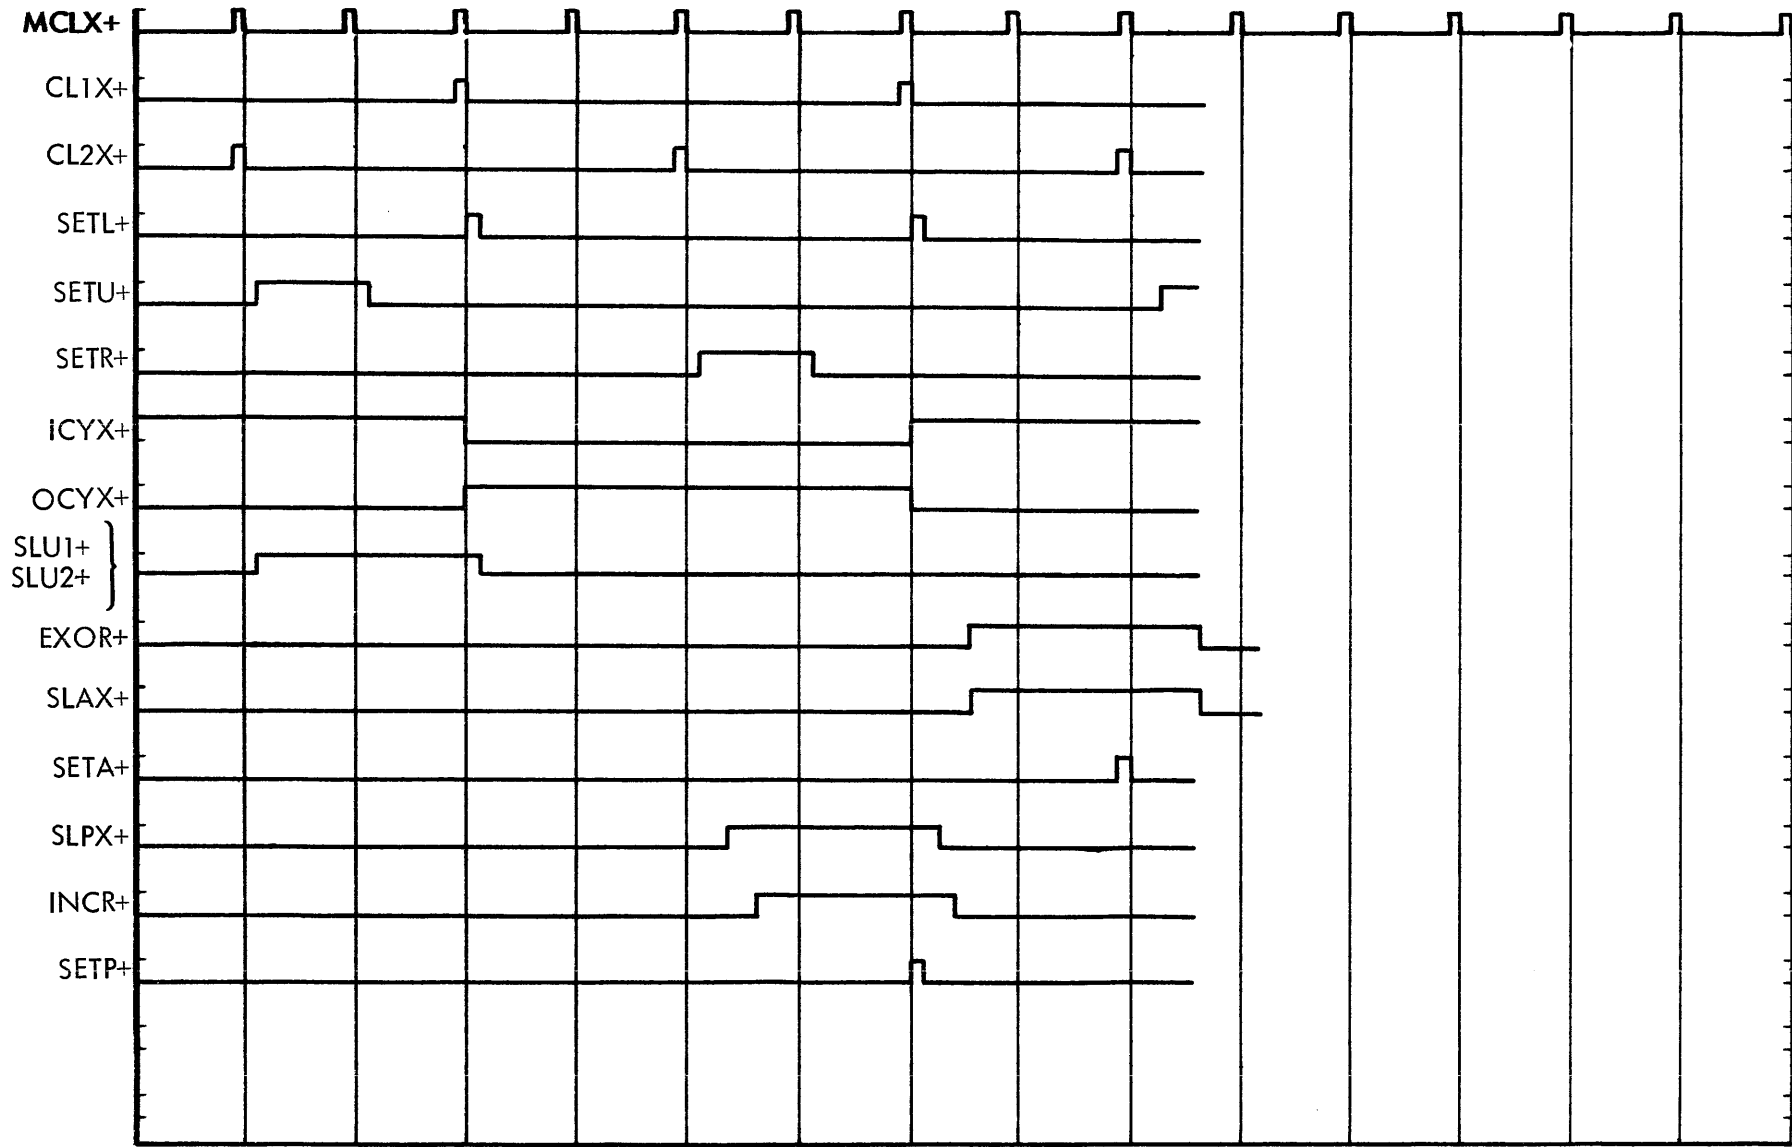 MCLX+
CL1X+
CL2X+
SETL+
SETU+
SETR+
ICYX+
OCYX+
SLU1+
SLU2+
EXOR+
SLAX+
SETA+
SLPX+
INCR+
SETP+